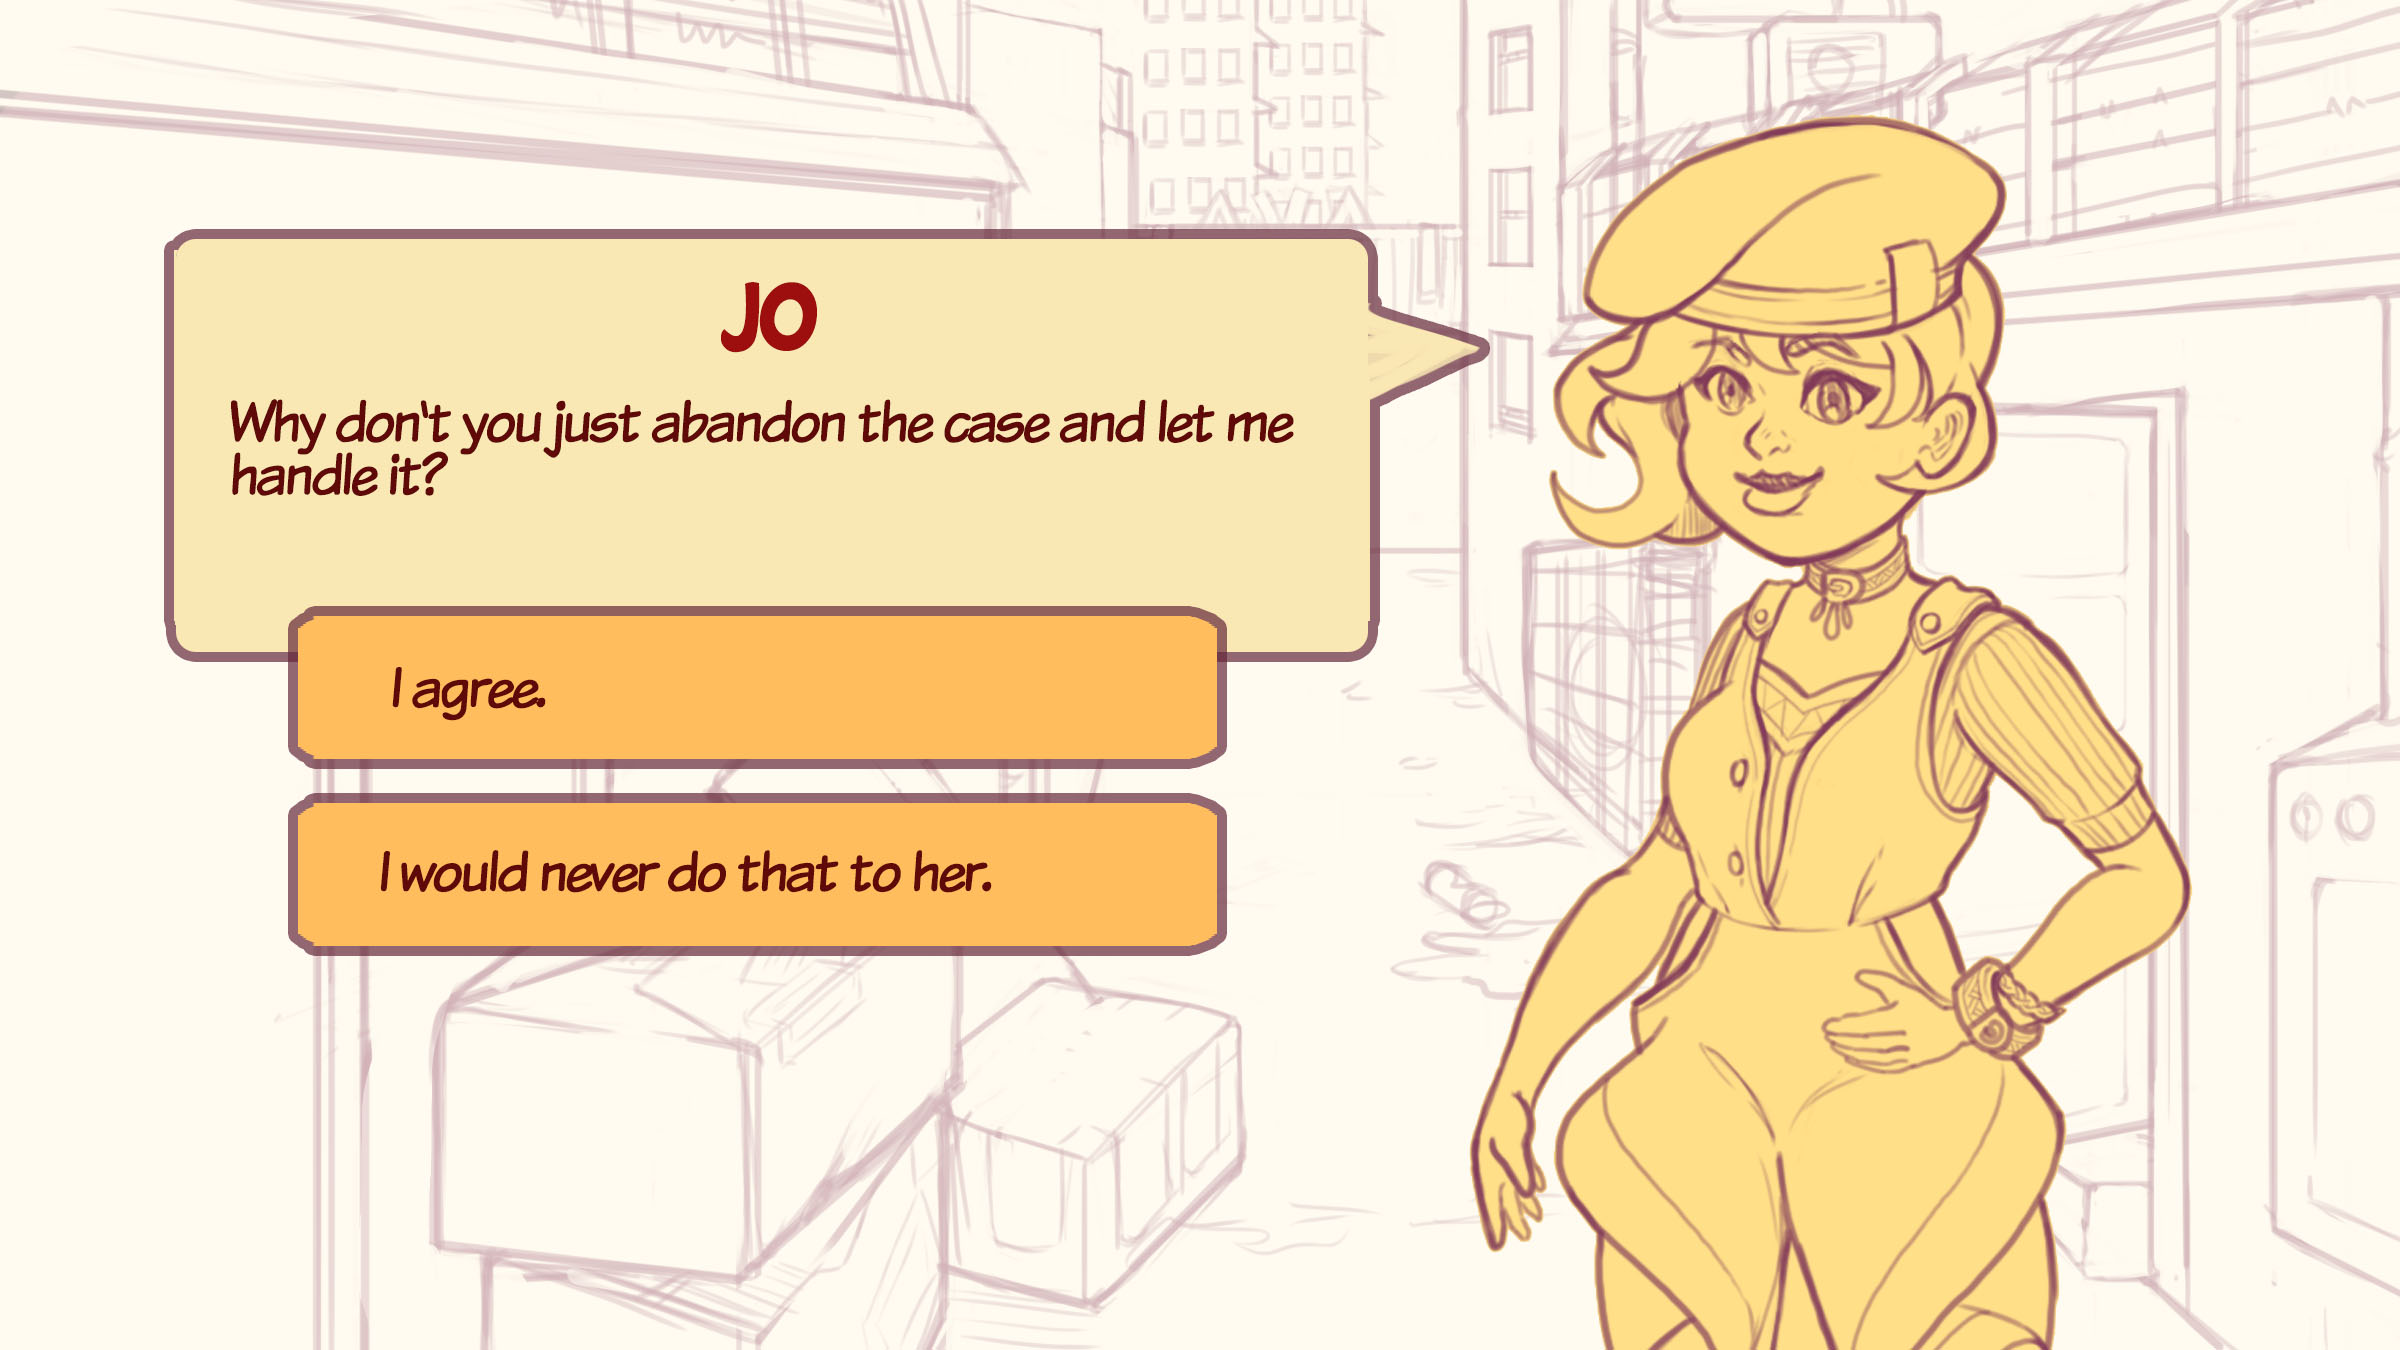 JO
Why don't you just abandon the case and let me
handle it?
I agree.
I would never do that to her.